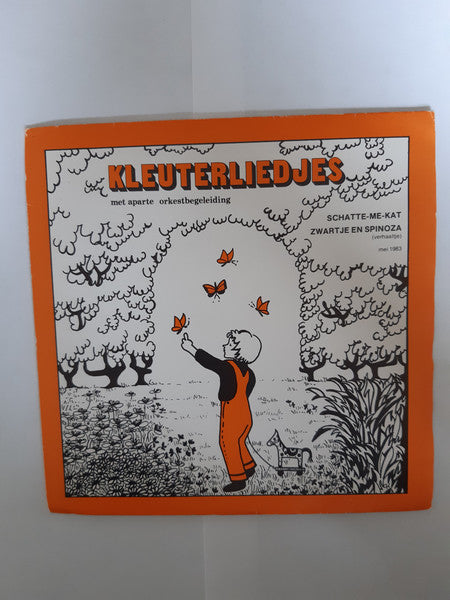 KLEUTERLIEDJES
met aparte orkestbegeleiding
SCHATTE-ME-KAT
ZWARTJE EN SPINOZA
(verhaaltje)
mei 1983